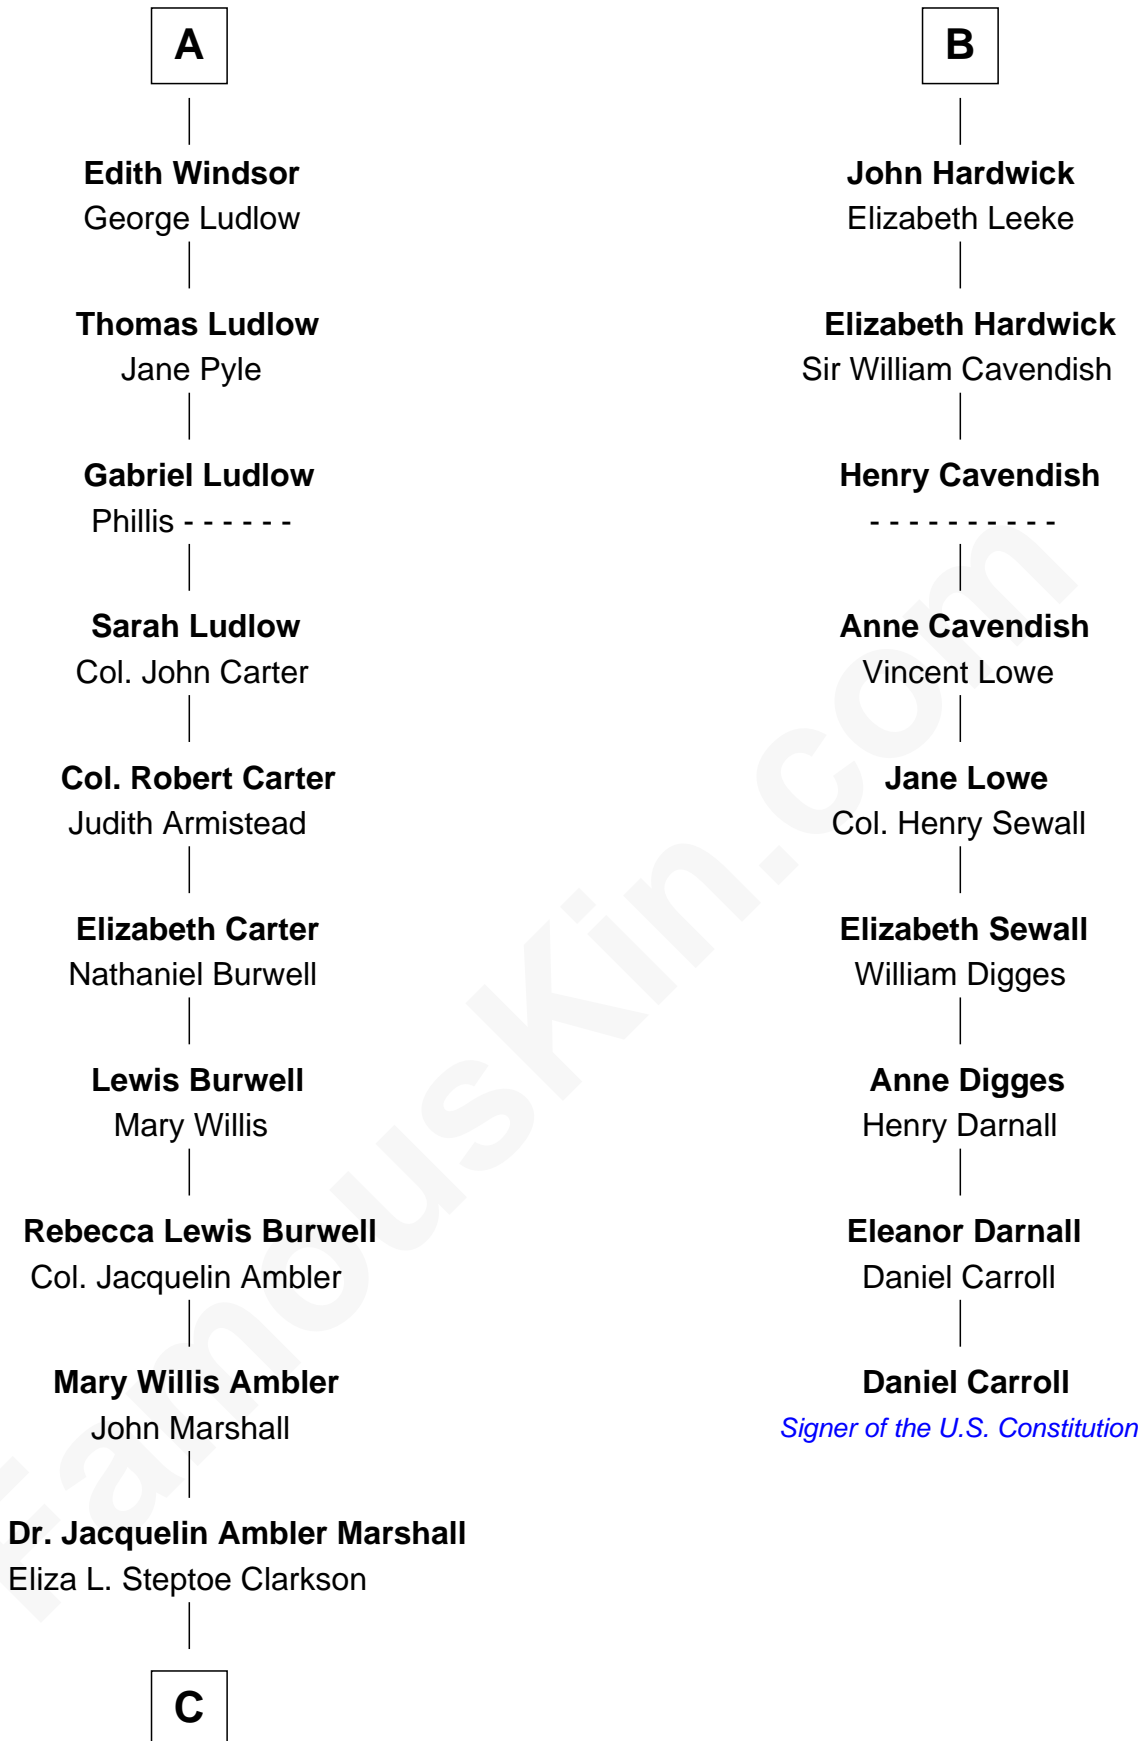 A
Edith Windsor
George Ludlow
Thomas Ludlow
Jane Pyle
Gabriel Ludlow
Phillis - - - - - -
Sarah Ludlow
Col. John Carter
Col. Robert Carter
Judith Armistead
Elizabeth Carter
Nathaniel Burwell
Lewis Burwell
Mary Willis
Rebecca Lewis Burwell
Col. Jacquelin Ambler
Mary Willis Ambler
John Marshall
Dr. Jacquelin Ambler Marshall
Eliza L. Steptoe Clarkson
C
B
John Hardwick
Elizabeth Leeke
Elizabeth Hardwick
Sir William Cavendish
Henry Cavendish
- - - - - - - - - -
Anne Cavendish
Vincent Lowe
Jane Lowe
Col. Henry Sewall
Elizabeth Sewall
William Digges
Anne Digges
Henry Darnall
Eleanor Darnall
Daniel Carroll
Daniel Carroll
Signer of the U.S. Constitution
FamousKin.com